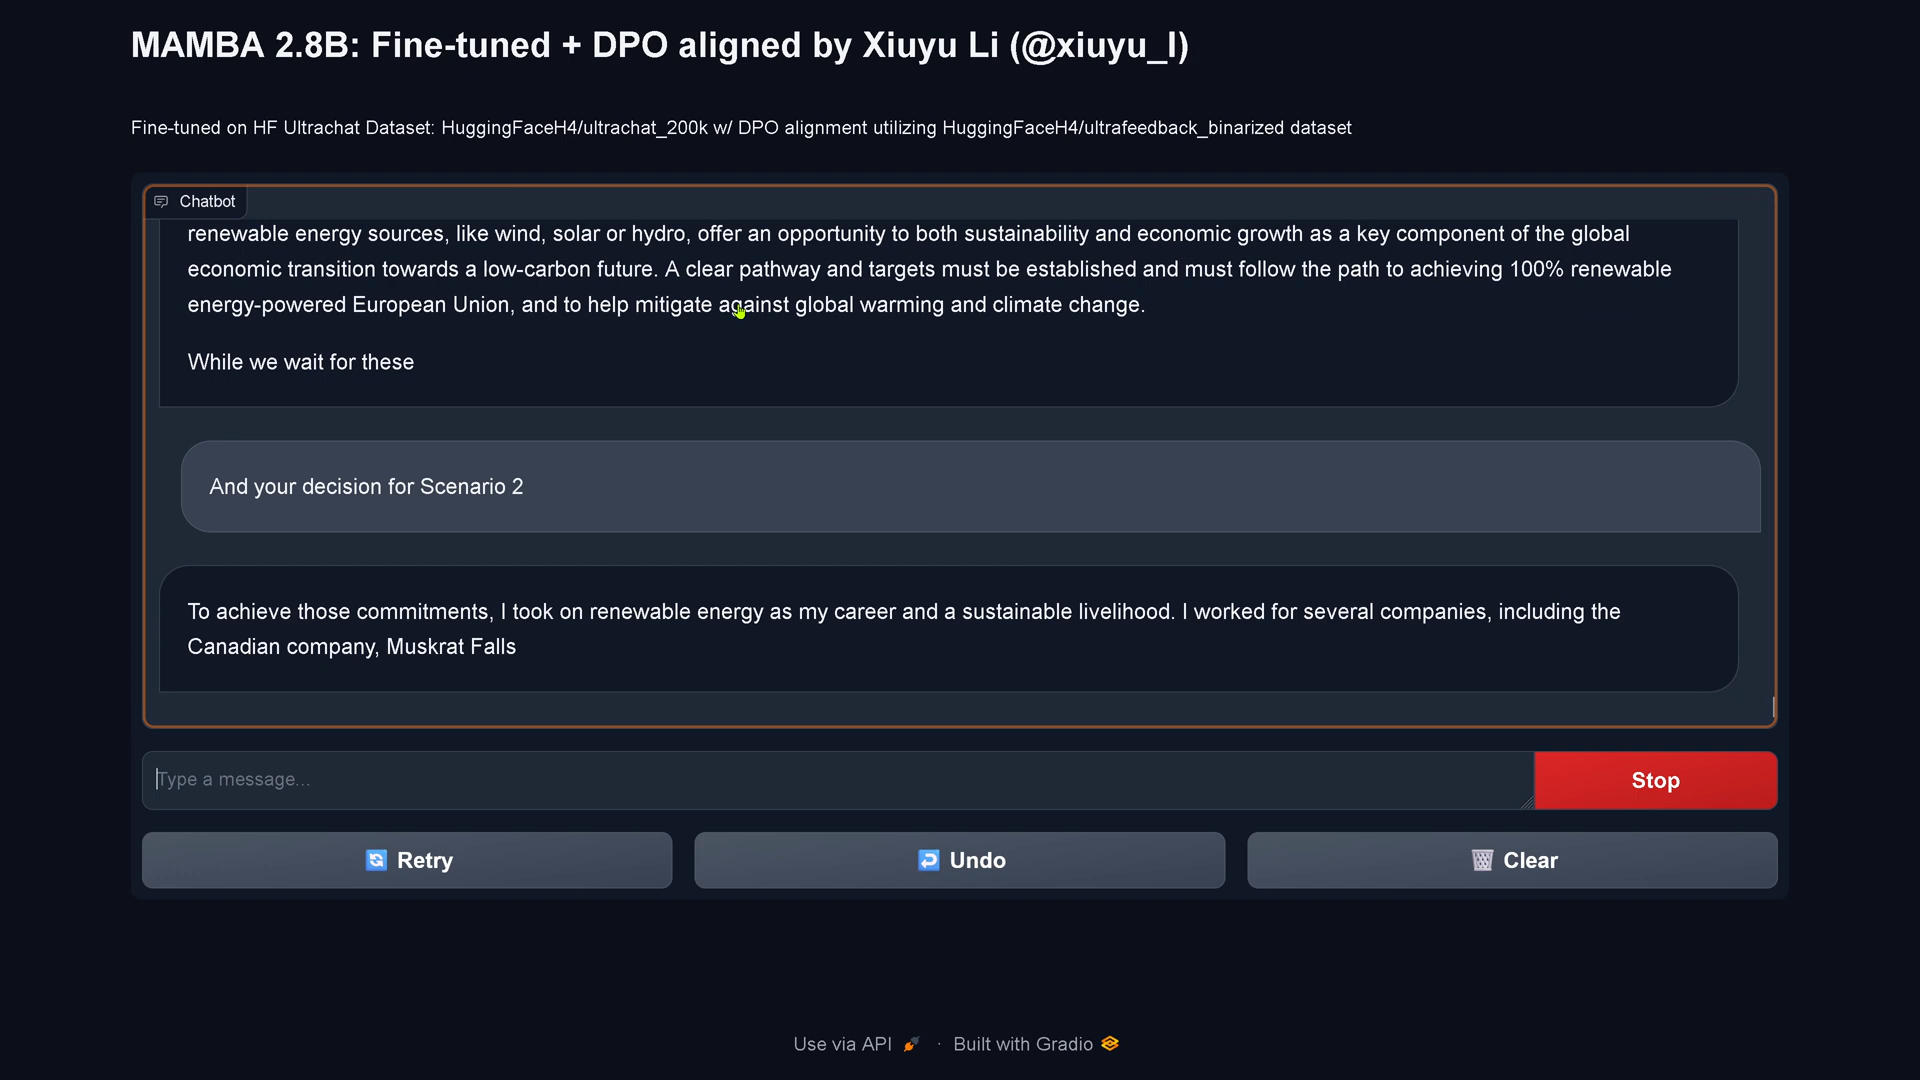 MAMBA 2.8B: Fine-tuned + DPO aligned by Xiuyu Li (@xiuyu_l)
Fine-tuned on HF Ultrachat Dataset: HuggingFaceH4/ultrachat_200k w/ DPO alignment utilizing HuggingFaceH4/ultrafeedback_binarized dataset
Chatbot
renewable energy sources, like wind, solar or hydro, offer an opportunity to both sustainability and economic growth as a key component of the global
economic transition towards a low-carbon future. A clear pathway and targets must be established and must follow the path to achieving 100% renewable
energy-powered European Union, and to help mitigate against global warming and climate change.
While we wait for these
And your decision for Scenario 2
To achieve those commitments, I took on renewable energy as my career and a sustainable livelihood. I worked for several companies, including the
Canadian company, Muskrat Falls
Type a message...
Stop
Retry
Undo
Clear
Use via API · Built with Gradio